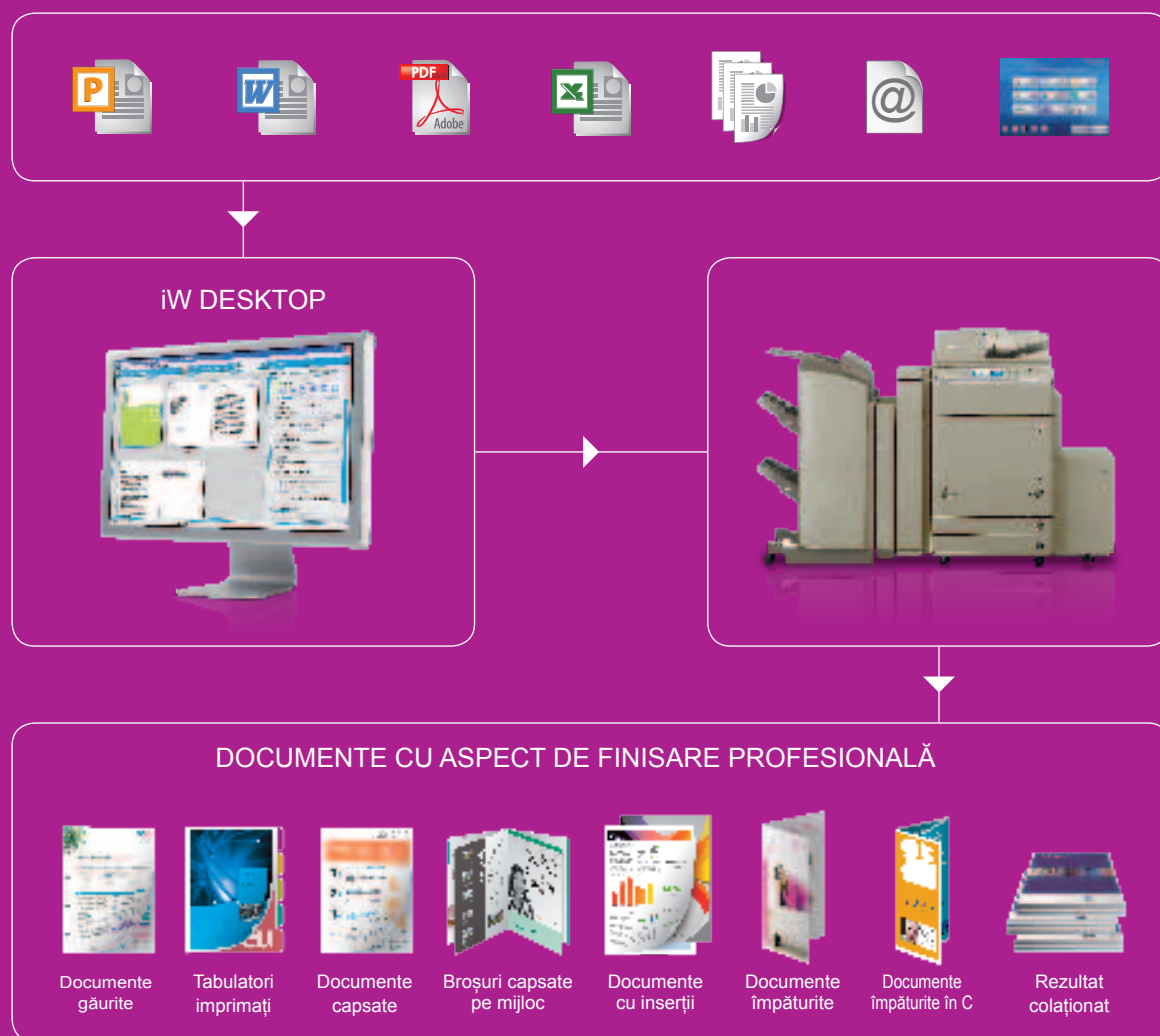 P
W
PDF
Adobe
X
@
iW DESKTOP
DOCUMENTE CU ASPECT DE FINISARE PROFESIONALĂ
Documente
găurite
Tabulatori
imprimați
Documente
capsate
Broșuri capsate
pe mijloc
Documente
cu inserții
Documente
împăturite
Documente
împăturite în C
Rezultat
colaționat